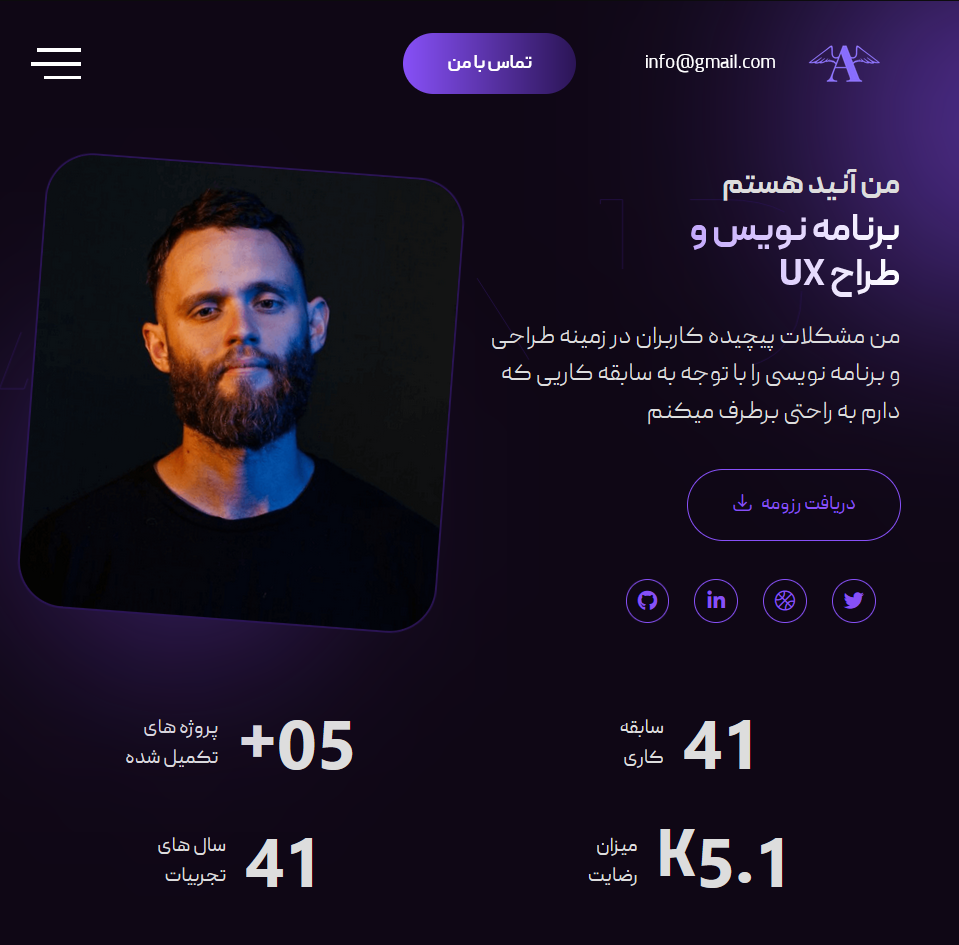 info@gmail.com
تماس با من
من آنید هستم
برنامه نویس و
طراح UX
من مشکلات پیچیده کاربران در زمینه طراحی
و برنامه نویسی را با توجه به سابقه کاریی که
دارم به راحتی برطرف میکنم
دریافت رزومه
41
سابقه
کاری
+05
پروژه های
تکمیل شده
K5.1
میزان
رضایت
41
سال های
تجربیات